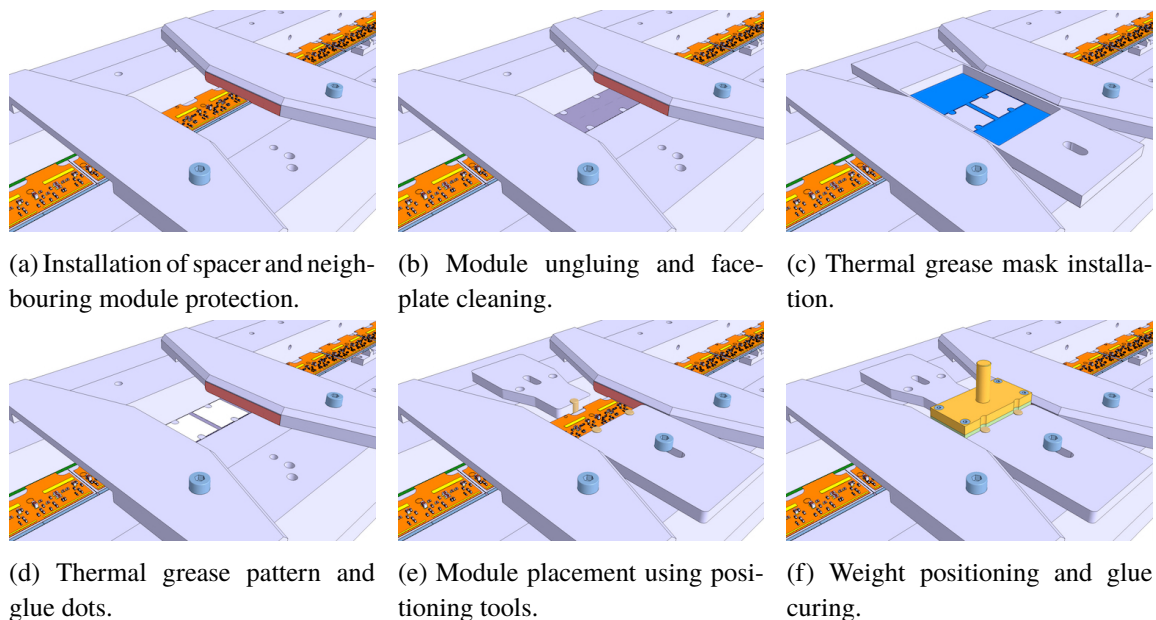 (a) Installation of spacer and neigh-
bouring module protection.
(b) Module ungluing and face-
plate cleaning.
(c) Thermal grease mask installa-
tion.
(d) Thermal grease pattern and
glue dots.
(e) Module placement using posi-
tioning tools.
(f) Weight positioning and glue
curing.